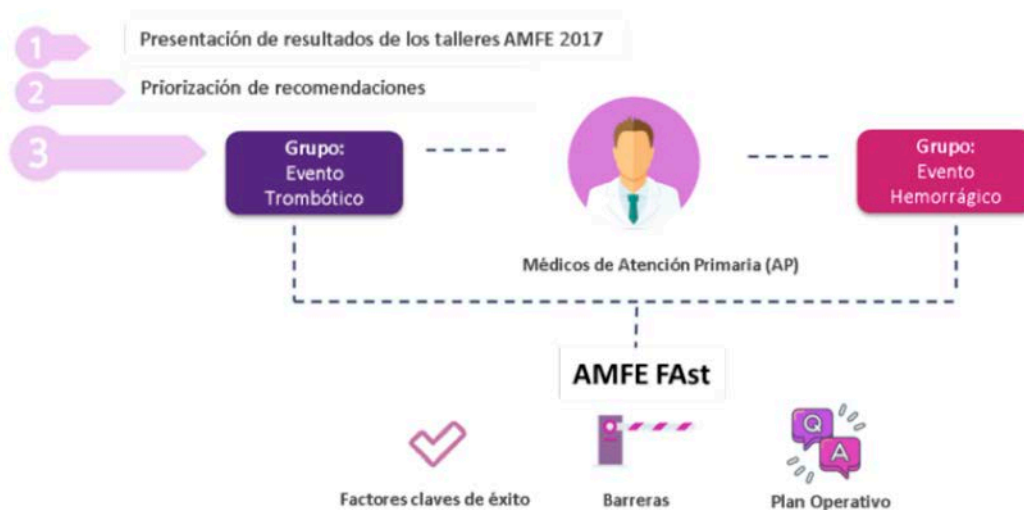 1
Presentación de resultados de los talleres AMFE 2017
2
Priorización de recomendaciones
3
Grupo:
Evento
Trombótico
Grupo:
Evento
Hemorrágico
Médicos de Atención Primaria (AP)
AMFE FAst
Q
A
Factores claves de éxito
Barreras
Plan Operativo